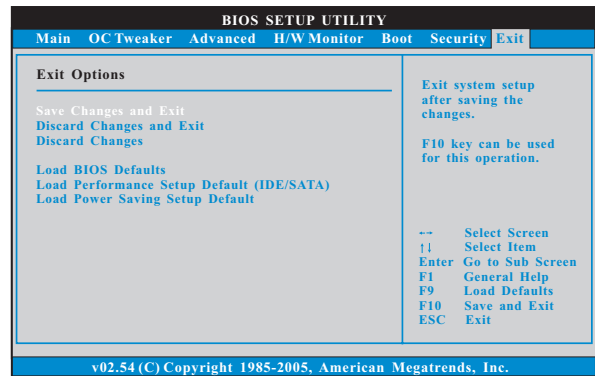 BIOS SETUP UTILITY
Main OC Tweaker Advanced H/W Monitor Boot Security Exit
Exit Options
Save Changes and Exit
Discard Changes and Exit
Discard Changes
Load BIOS Defaults
Load Performance Setup Default (IDE/SATA)
Load Power Saving Setup Default
Exit system setup
after saving the
changes.
F10 key can be used
for this operation.
←→ Select Screen
↑↓ Select Item
Enter Go to Sub Screen
F1 General Help
F9 Load Defaults
F10 Save and Exit
ESC Exit
v02.54 (C) Copyright 1985-2005, American Megatrends, Inc.